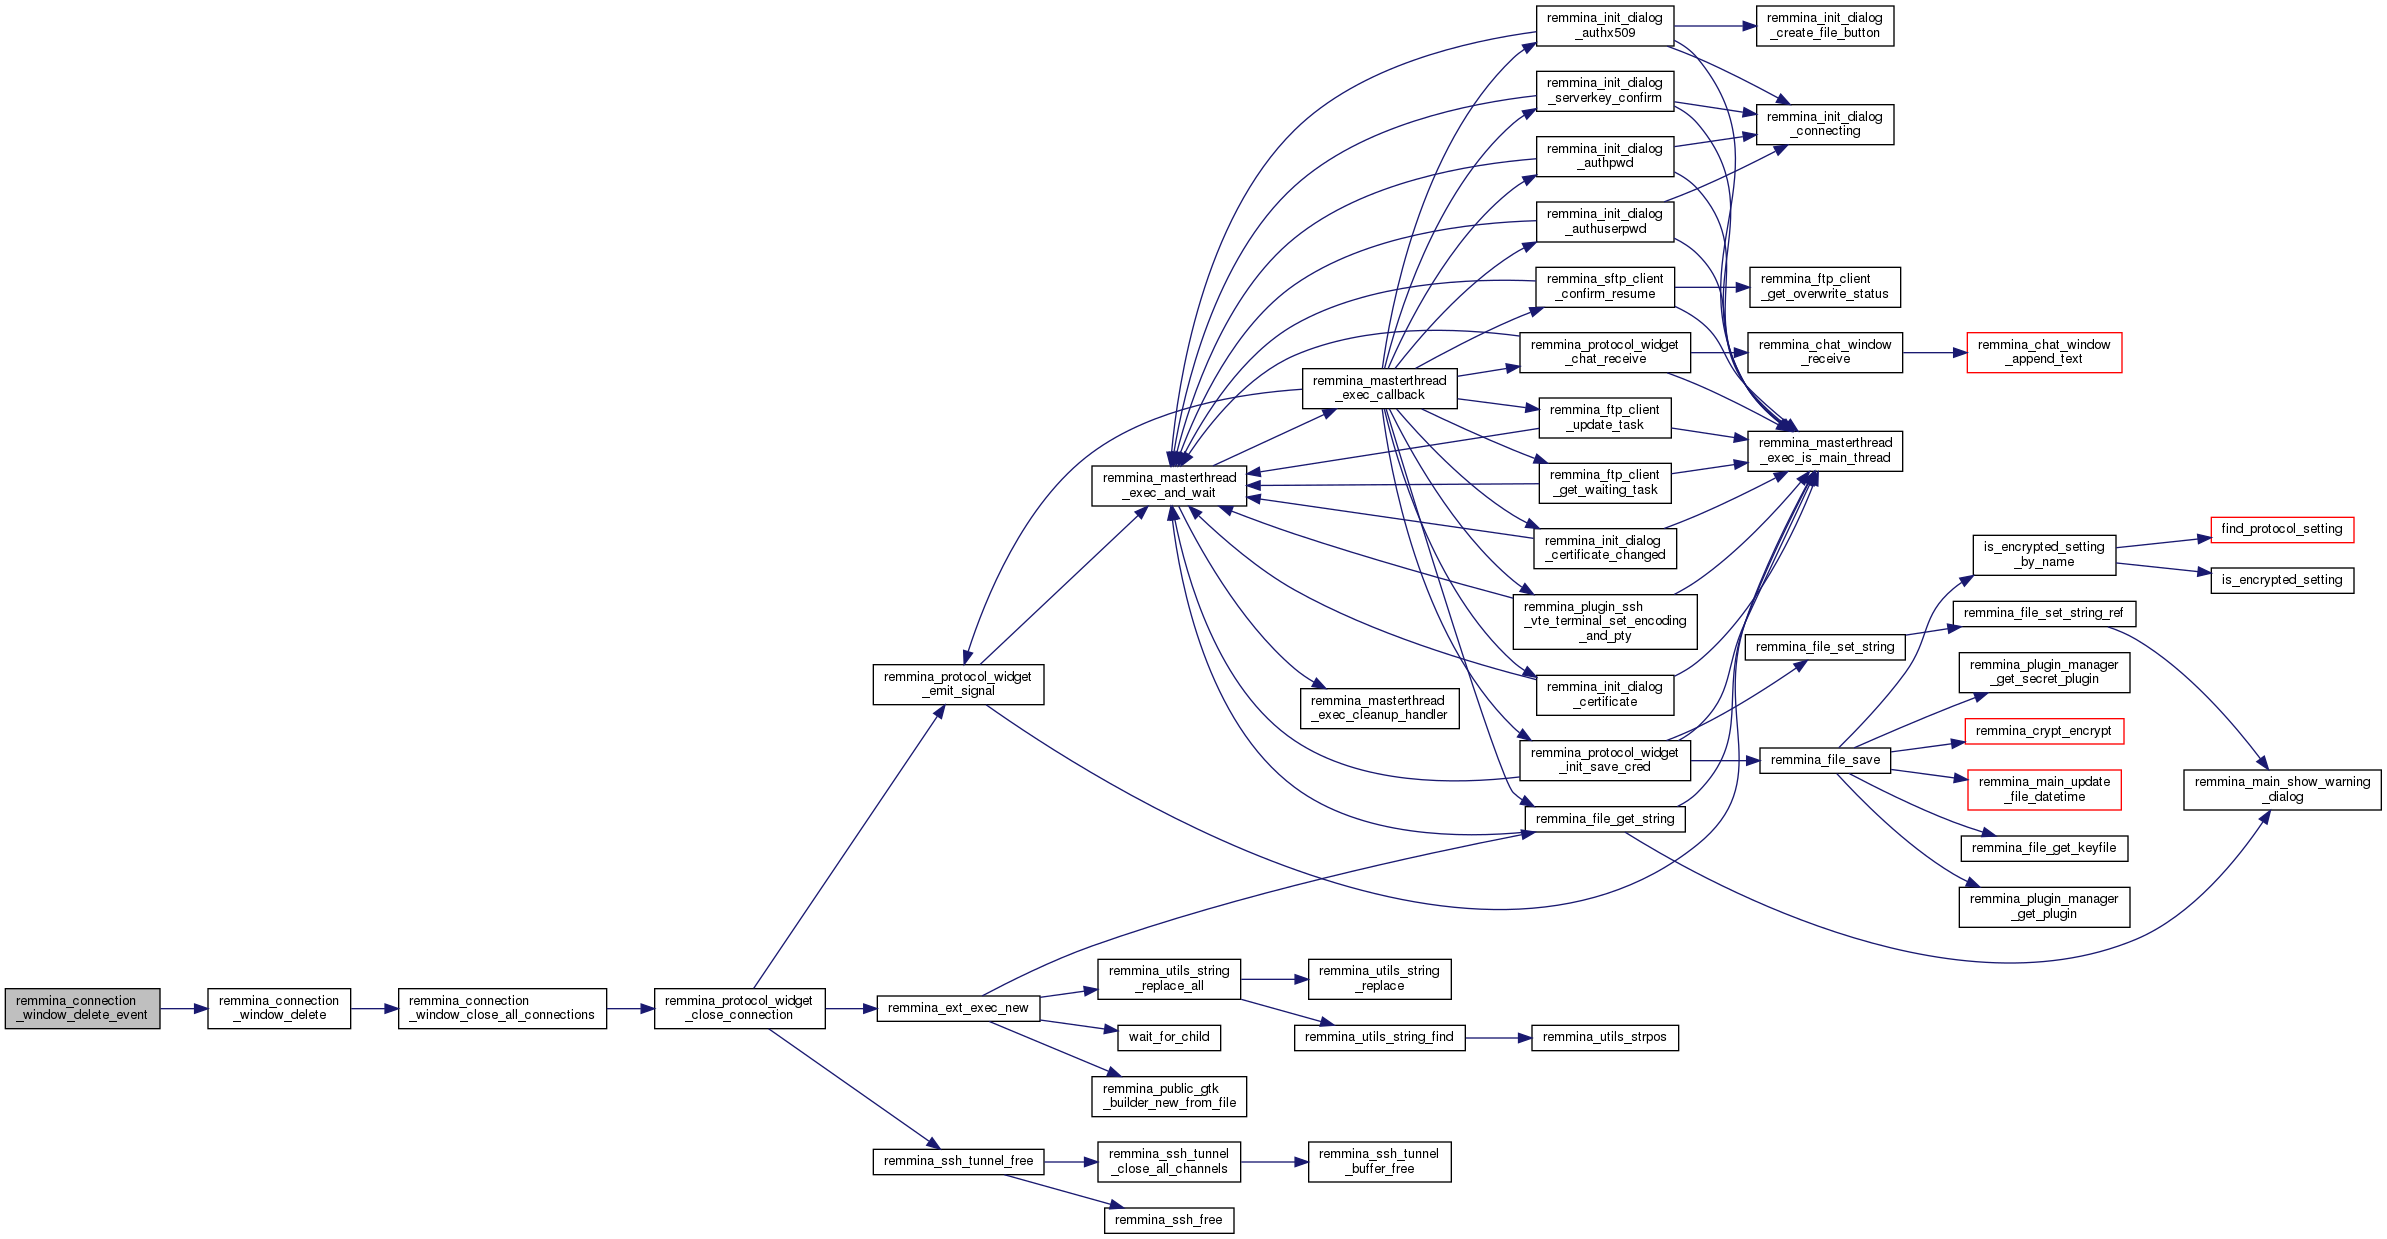 remmina_connection
_window_delete_event
remmina_connection
_window_delete
remmina_connection
_window_close_all_connections
remmina_protocol_widget
_close_connection
remmina_protocol_widget
_emit_signal
remmina_ext_exec_new
remmina_ssh_tunnel_free
remmina_masterthread
_exec_and_wait
remmina_utils_string
_replace_all
wait_for_child
remmina_public_gtk
_builder_new_from_file
remmina_ssh_tunnel
_close_all_channels
remmina_ssh_free
remmina_masterthread
_exec_callback
remmina_masterthread
_exec_cleanup_handler
remmina_utils_string
_replace
remmina_utils_string_find
remmina_ssh_tunnel
_buffer_free
remmina_init_dialog
_authx509
remmina_init_dialog
_serverkey_confirm
remmina_init_dialog
_authpwd
remmina_init_dialog
_authuserpwd
remmina_sftp_client
_confirm_resume
remmina_protocol_widget
_chat_receive
remmina_ftp_client
_update_task
remmina_ftp_client
_get_waiting_task
remmina_init_dialog
_certificate_changed
remmina_plugin_ssh
_vte_terminal_set_encoding
_and_pty
remmina_init_dialog
_certificate
remmina_protocol_widget
_init_save_cred
remmina_file_get_string
remmina_utils_strpos
remmina_init_dialog
_create_file_button
remmina_init_dialog
_connecting
remmina_ftp_client
_get_overwrite_status
remmina_chat_window
_receive
remmina_masterthread
_exec_is_main_thread
remmina_file_set_string
remmina_file_save
remmina_chat_window
_append_text
is_encrypted_setting
_by_name
remmina_file_set_string_ref
remmina_plugin_manager
_get_secret_plugin
remmina_crypt_encrypt
remmina_main_update
_file_datetime
remmina_file_get_keyfile
remmina_plugin_manager
_get_plugin
find_protocol_setting
is_encrypted_setting
remmina_main_show_warning
_dialog